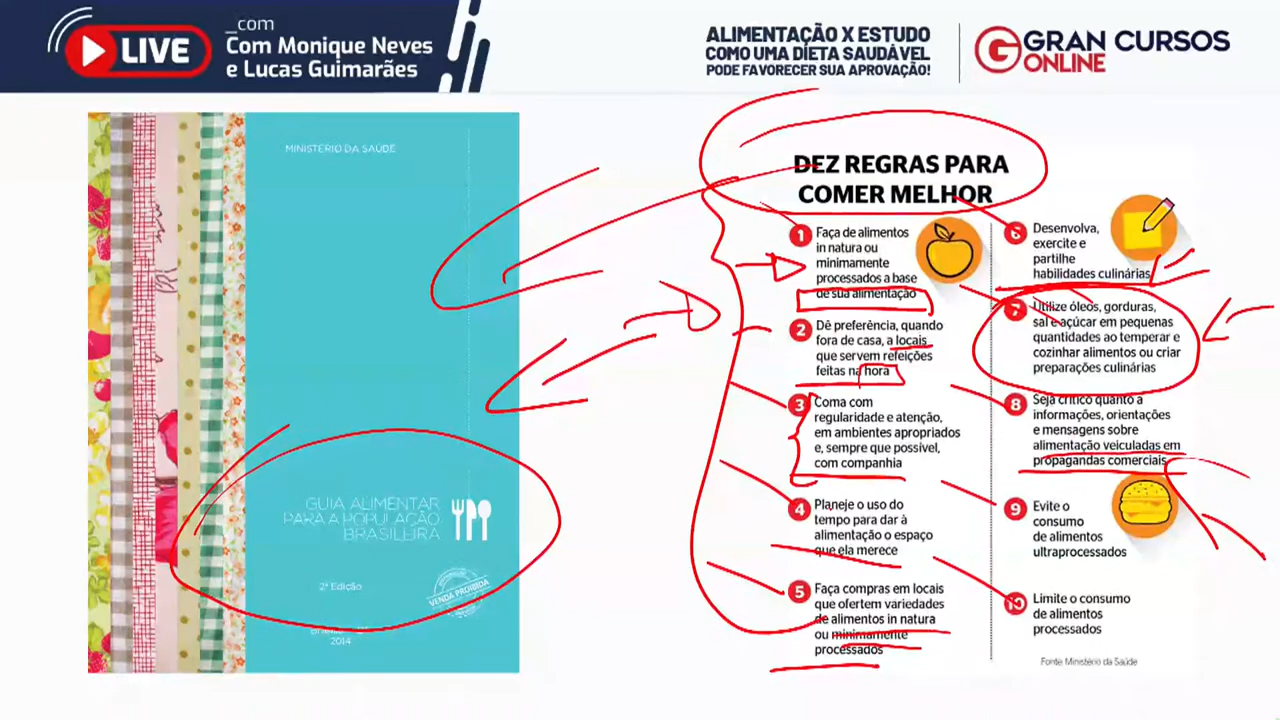 _com
LIVE
Com Monique Neves
e Lucas Guimarães
ALIMENTAÇÃO X ESTUDO
COMO UMA DIETA SAUDÁVEL
PODE FAVORECER SUA APROVAÇÃO!
GRAN CURSOS
ONLINE
MINISTÉRIO DA SAÚDE
GUIA ALIMENTAR
PARA A POPULAÇÃO
BRASILEIRA
2ª Edição
VENDA PROIBIDA
2014
DEZ REGRAS PARA
COMER MELHOR
1
Faça de alimentos
in natura ou
minimamente
processados a base
de sua alimentação
2
Dê preferência, quando
fora de casa, a locais
que servem refeições
feitas na hora
3
Coma com
regularidade e atenção,
em ambientes apropriados
e, sempre que possível,
com companhia
4
Planeje o uso do
tempo para dar à
alimentação o espaço
que ela merece
5
Faça compras em locais
que ofertem variedades
de alimentos in natura
ou minimamente
processados
6
Desenvolva,
exercite e
partilhe
habilidades culinárias
7
Utilize óleos, gorduras,
sal e açúcar em pequenas
quantidades ao temperar e
cozinhar alimentos ou criar
preparações culinárias
8
Seja crítico quanto a
informações, orientações
e mensagens sobre
alimentação veiculadas em
propagandas comerciais
9
Evite o
consumo
de alimentos
ultraprocessados
10
Limite o consumo
de alimentos
processados
Fonte: Ministério da Saúde